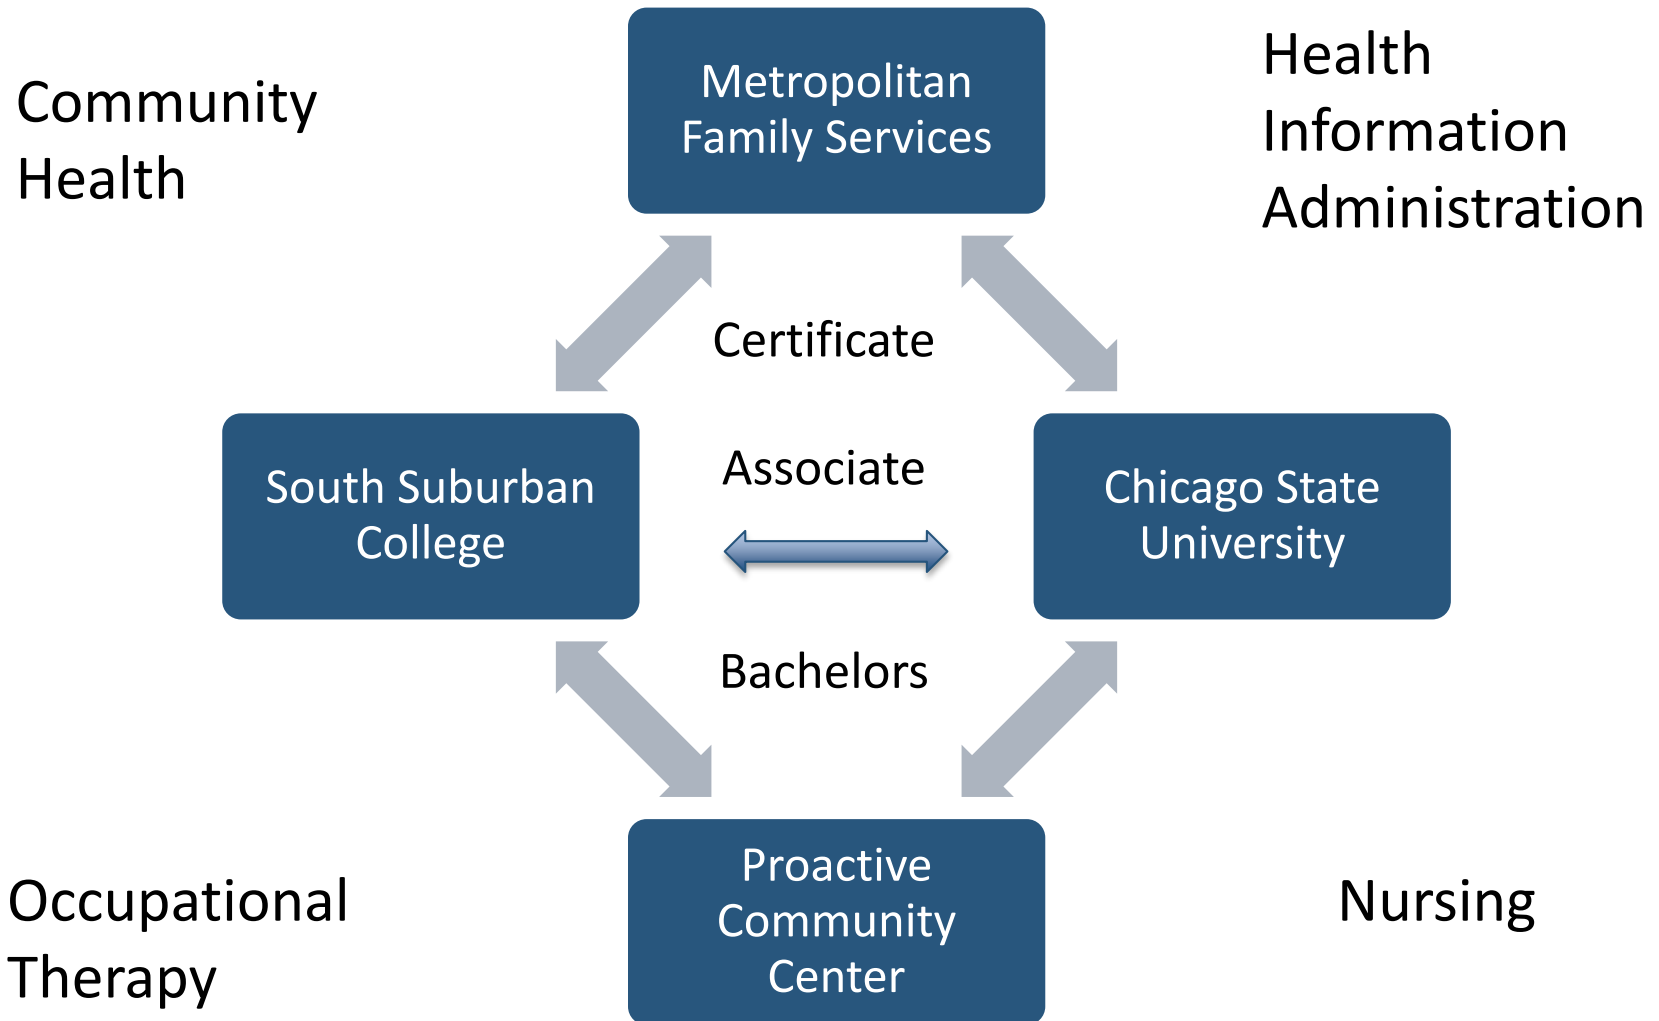 Community
Health
Metropolitan
Family Services
Health
Information
Administration
Certificate
South Suburban
College
Associate
Chicago State
University
Bachelors
Occupational
Therapy
Proactive
Community
Center
Nursing